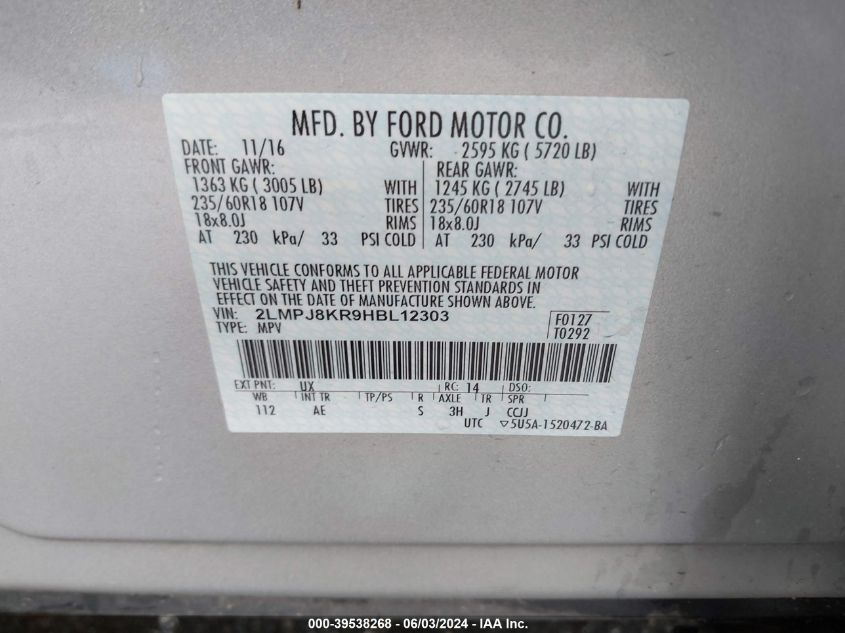 MFD. BY FORD MOTOR CO.
DATE: 11/16 GVWR: 2595 KG ( 5720 LB)
FRONT GAWR: REAR GAWR:
1363 KG ( 3005 LB) WITH 1245 KG ( 2745 LB) WITH
235/60R18 107V TIRES 235/60R18 107V TIRES
18x8.0J RIMS 18x8.0J RIMS
AT 230 kPa/ 33 PSI COLD AT 230 kPa/ 33 PSI COLD
THIS VEHICLE CONFORMS TO ALL APPLICABLE FEDERAL MOTOR
VEHICLE SAFETY AND THEFT PREVENTION STANDARDS IN
EFFECT ON THE DATE OF MANUFACTURE SHOWN ABOVE.
VIN: 2LMPJ8KR9HBL12303
TYPE: MPV
F0127
T0292
EXT PNT: UX RC: 14 DSO:
WB INT TR TP/PS R AXLE TR SPR
112 AE S 3H J CCJJ
UTC ▽5U5A-1520472-BA
000-39538268 - 06/03/2024 - IAA Inc.